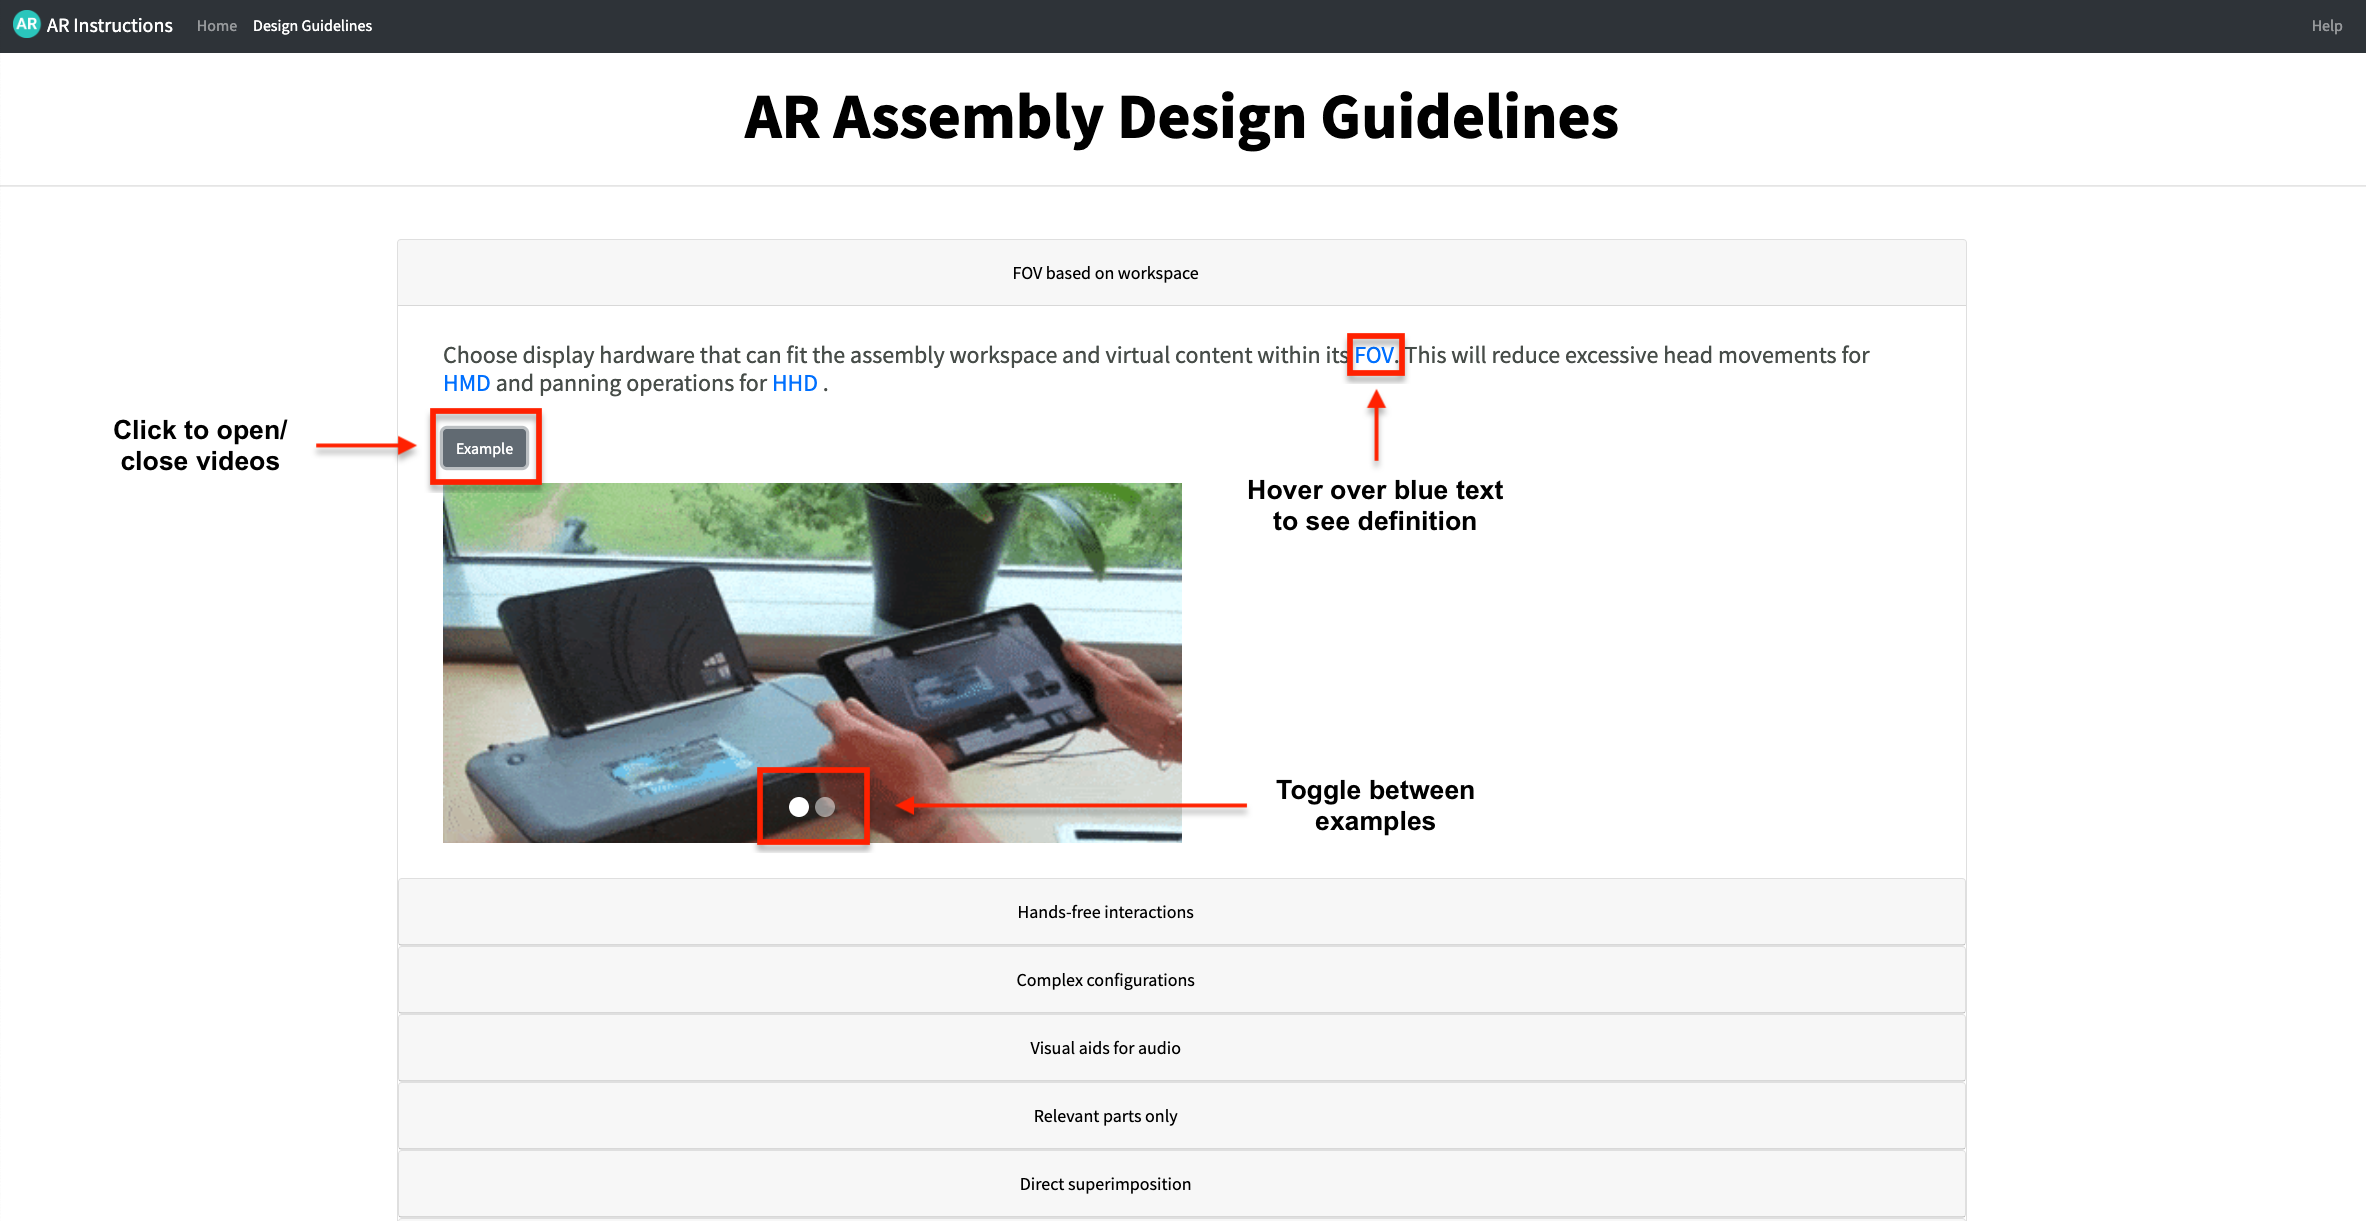 AR AR Instructions Home Design Guidelines Help
AR Assembly Design Guidelines
FOV based on workspace
Choose display hardware that can fit the assembly workspace and virtual content within its FOV. This will reduce excessive head movements for
HMD and panning operations for HHD .
Click to open/
close videos
Example
Hover over blue text
to see definition
Toggle between
examples
Hands-free interactions
Complex configurations
Visual aids for audio
Relevant parts only
Direct superimposition